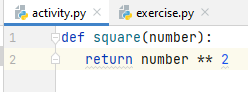 activity.py exercise.py
1 def square(number):
2 return number ** 2